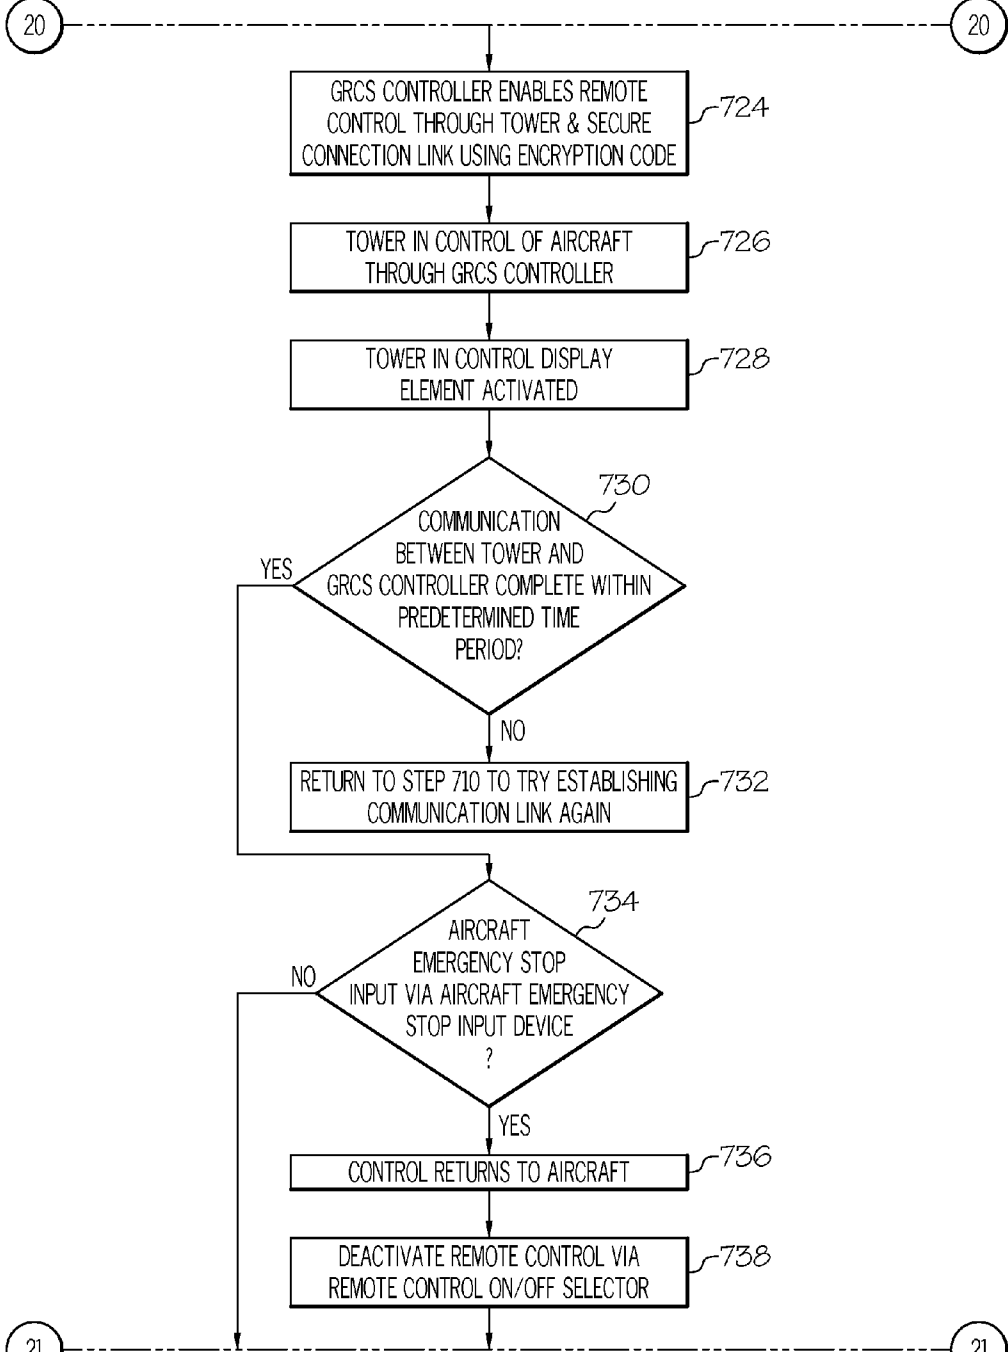 20
20
GRCS CONTROLLER ENABLES REMOTE
CONTROL THROUGH TOWER & SECURE
CONNECTION LINK USING ENCRYPTION CODE
724
TOWER IN CONTROL OF AIRCRAFT
THROUGH GRCS CONTROLLER
726
TOWER IN CONTROL DISPLAY
ELEMENT ACTIVATED
728
730
COMMUNICATION
BETWEEN TOWER AND
GRCS CONTROLLER COMPLETE WITHIN
PREDETERMINED TIME
PERIOD?
YES
NO
RETURN TO STEP 710 TO TRY ESTABLISHING
COMMUNICATION LINK AGAIN
732
734
AIRCRAFT
EMERGENCY STOP
INPUT VIA AIRCRAFT EMERGENCY
STOP INPUT DEVICE
?
NO
YES
CONTROL RETURNS TO AIRCRAFT
736
DEACTIVATE REMOTE CONTROL VIA
REMOTE CONTROL ON/OFF SELECTOR
738
21
21